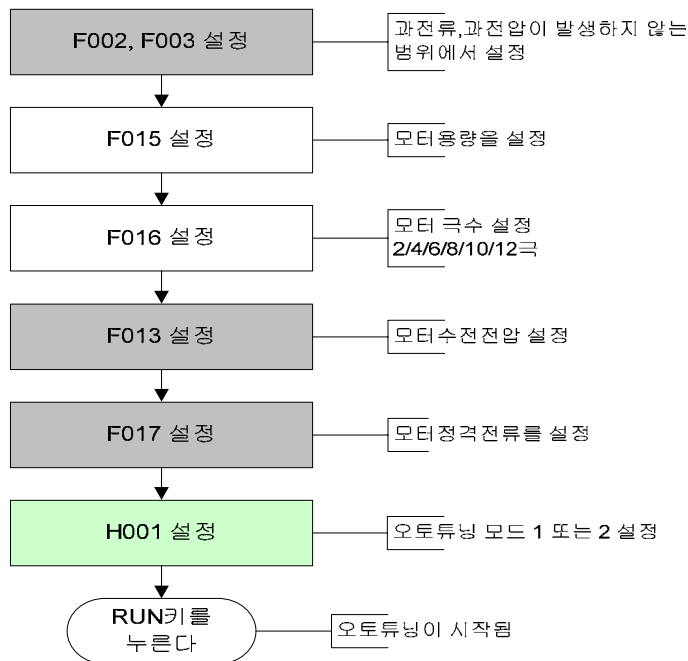 F002, F003 설정
과전류,과전압이 발생하지 않는
범위에서 설정
F015 설정
모터용량을 설정
F016 설정
모터 극수 설정
2/4/6/8/10/12극
F013 설정
모터수전전압 설정
F017 설정
모터정격전류를 설정
H001 설정
오토튜닝 모드 1 또는 2 설정
RUN키를
누른다
오토튜닝이 시작됨